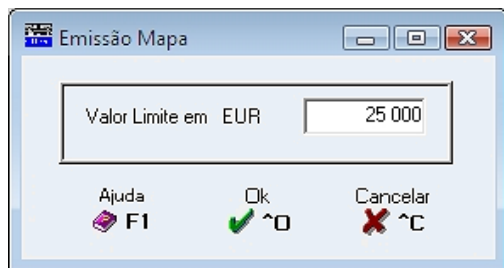 Emissão Mapa
Valor Limite em EUR 25 000
Ajuda Ok Cancelar
F1 ^O ^C